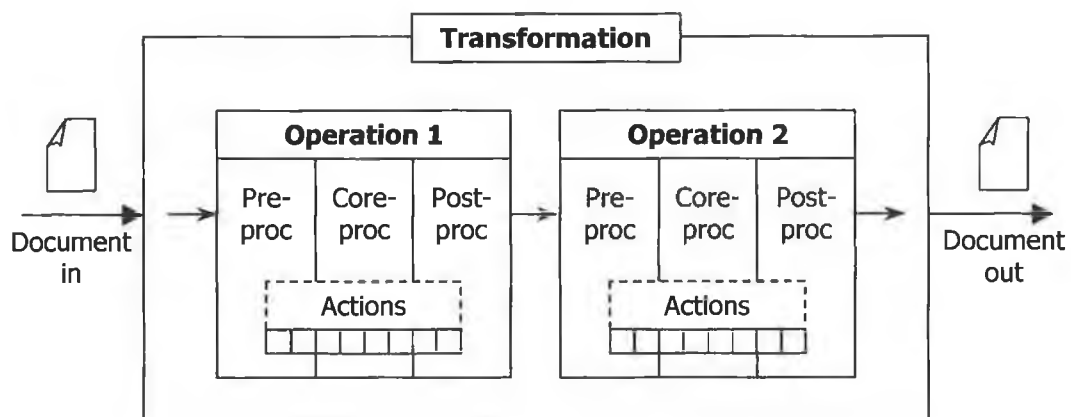 Transformation
Operation 1
Operation 2
Pre-
proc
Core-
proc
Post-
proc
Pre-
proc
Core-
proc
Post-
proc
Document
in
Document
out
Actions
Actions